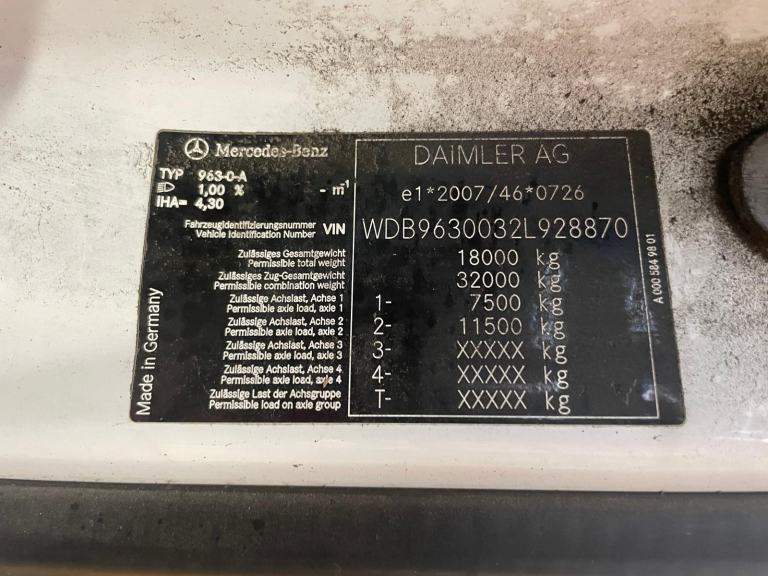 Mercedes-Benz
DAIMLER AG
TYP 963-0-A
1,00 % - m⁻¹
IHA= 4,30
e1*2007/46*0726
Fahrzeugidentifizierungsnummer
Vehicle Identification Number VIN WDB9630032L928870
Zulässiges Gesamtgewicht
Permissible total weight 18000 kg
Zulässiges Zug-Gesamtgewicht
Permissible combination weight 32000 kg
Zulässige Achslast, Achse 1
Permissible axle load, axle 1 1- 7500 kg
Zulässige Achslast, Achse 2
Permissible axle load, axle 2 2- 11500 kg
Zulässige Achslast, Achse 3
Permissible axle load, axle 3 3- XXXXX kg
Zulässige Achslast, Achse 4
Permissible axle load, axle 4 4- XXXXX kg
Zulässige Last der Achsgruppe
Permissible load on axle group T- XXXXX kg
Made in Germany
A 000 584 98 01